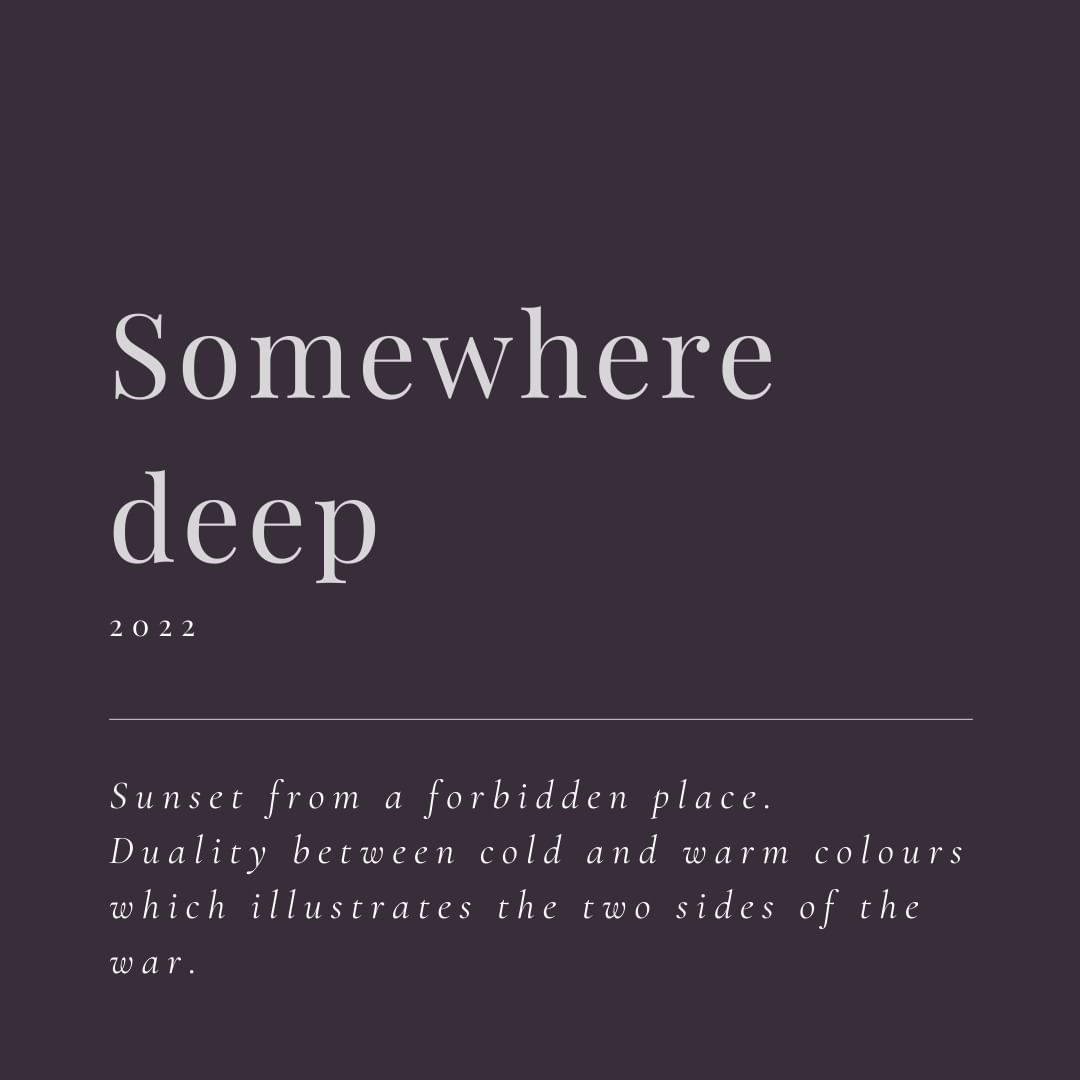 Somewhere
deep
2022
Sunset from a forbidden place.
Duality between cold and warm colours
which illustrates the two sides of the
war.